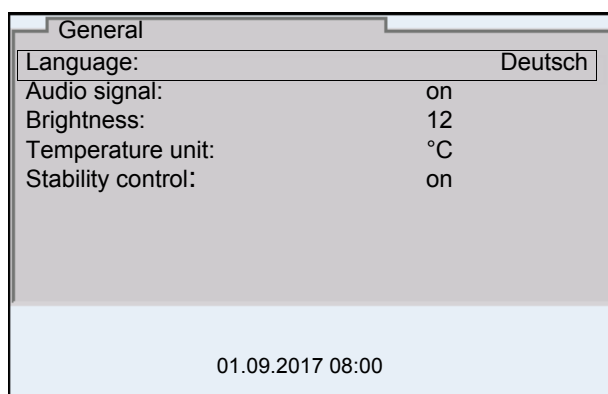 General
Language: Deutsch
Audio signal: on
Brightness: 12
Temperature unit: °C
Stability control: on
01.09.2017 08:00